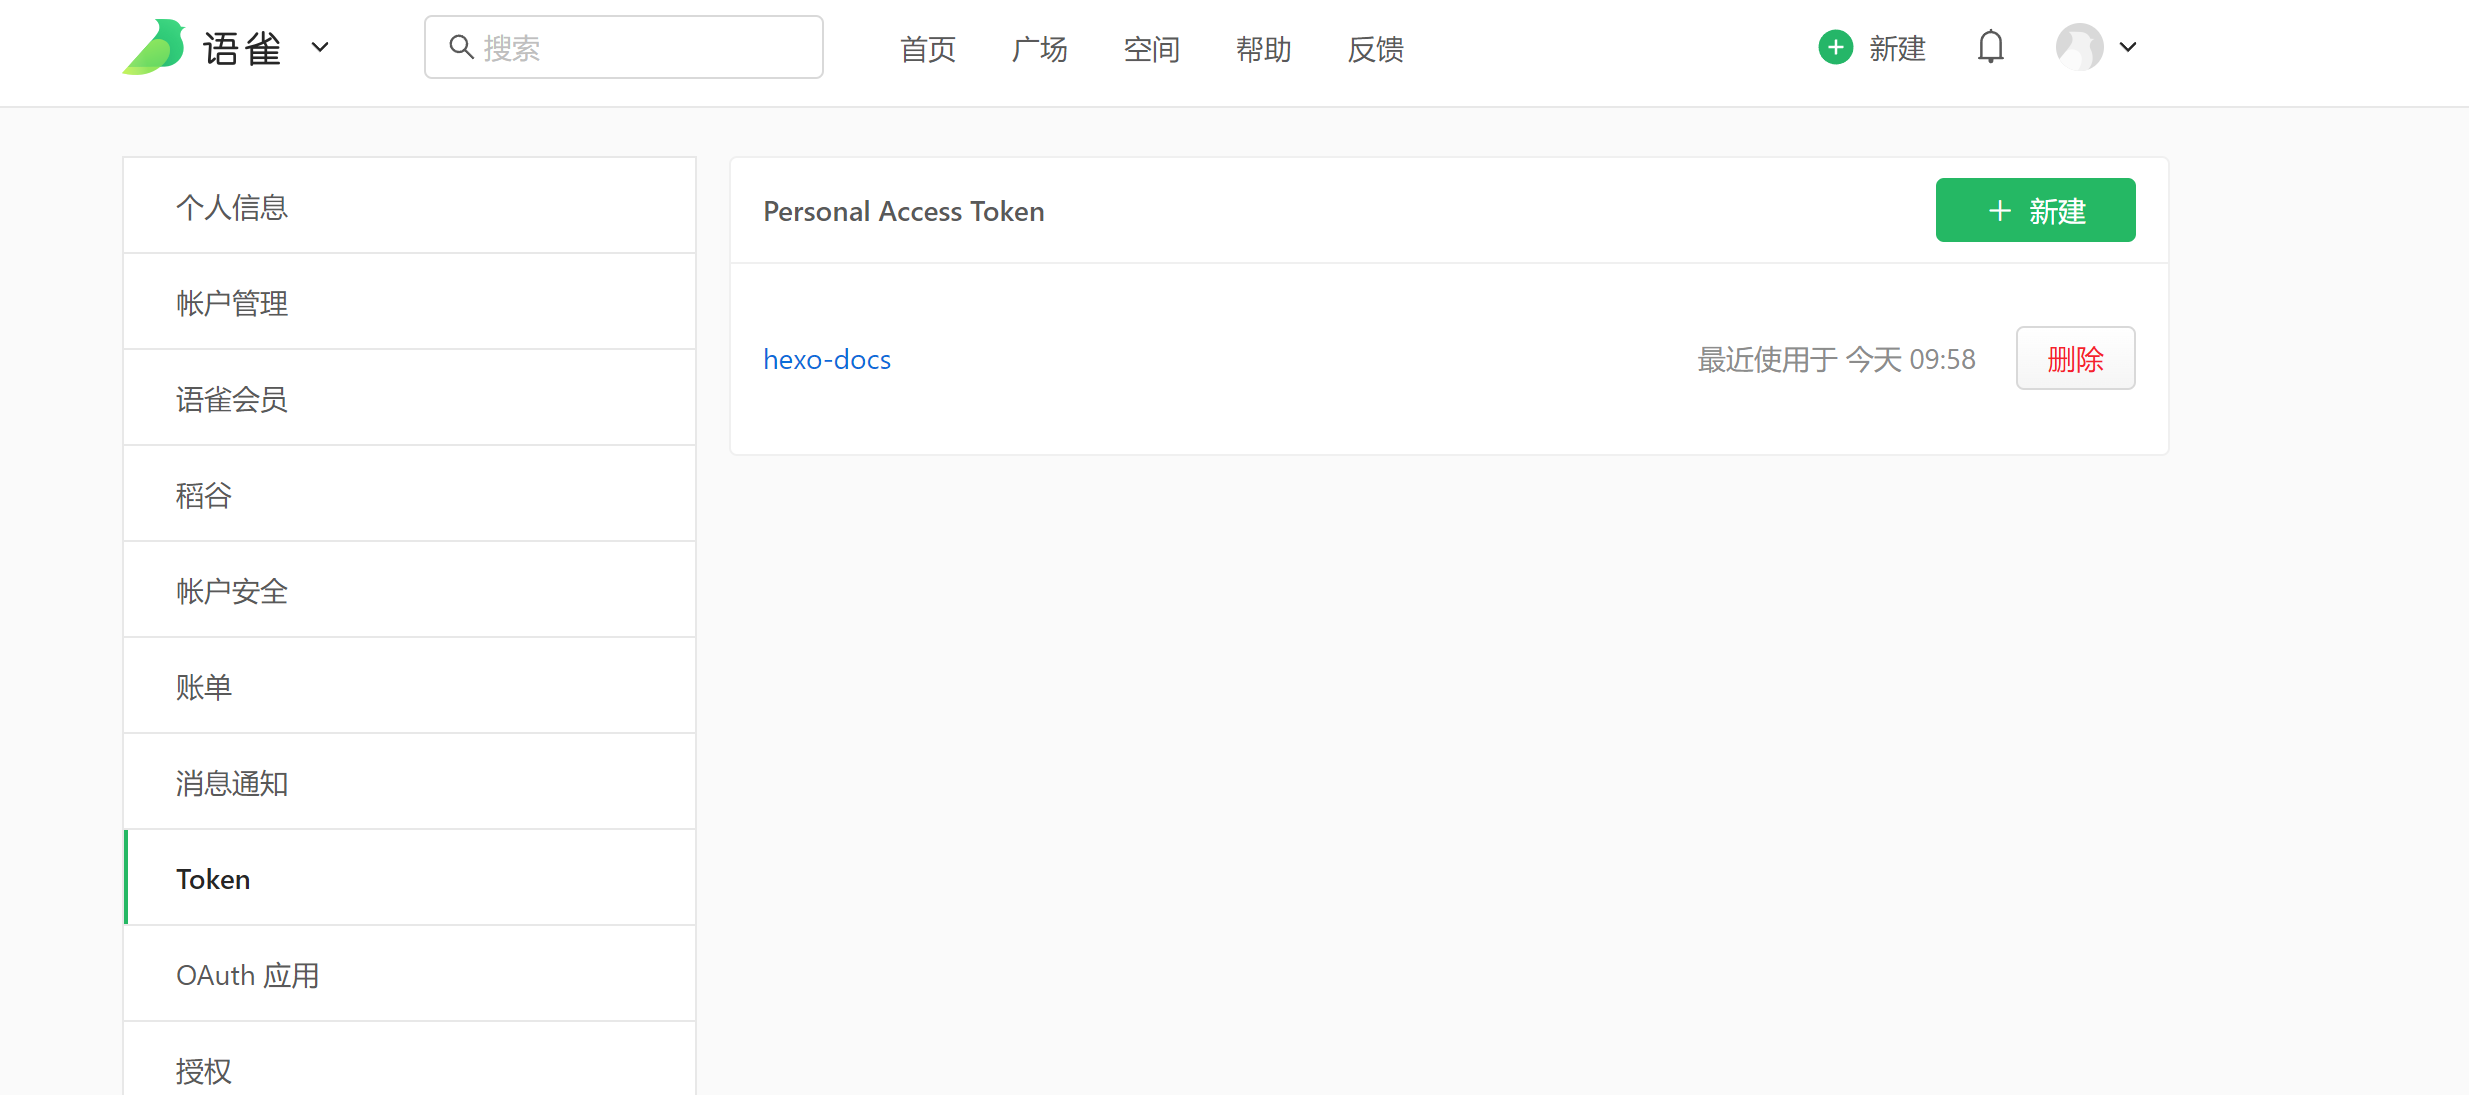 语雀
搜索
首页 广场 空间 帮助 反馈
新建
个人信息
帐户管理
语雀会员
稻谷
帐户安全
账单
消息通知
Token
OAuth 应用
授权
Personal Access Token
新建
hexo-docs
最近使用于 今天 09:58
删除